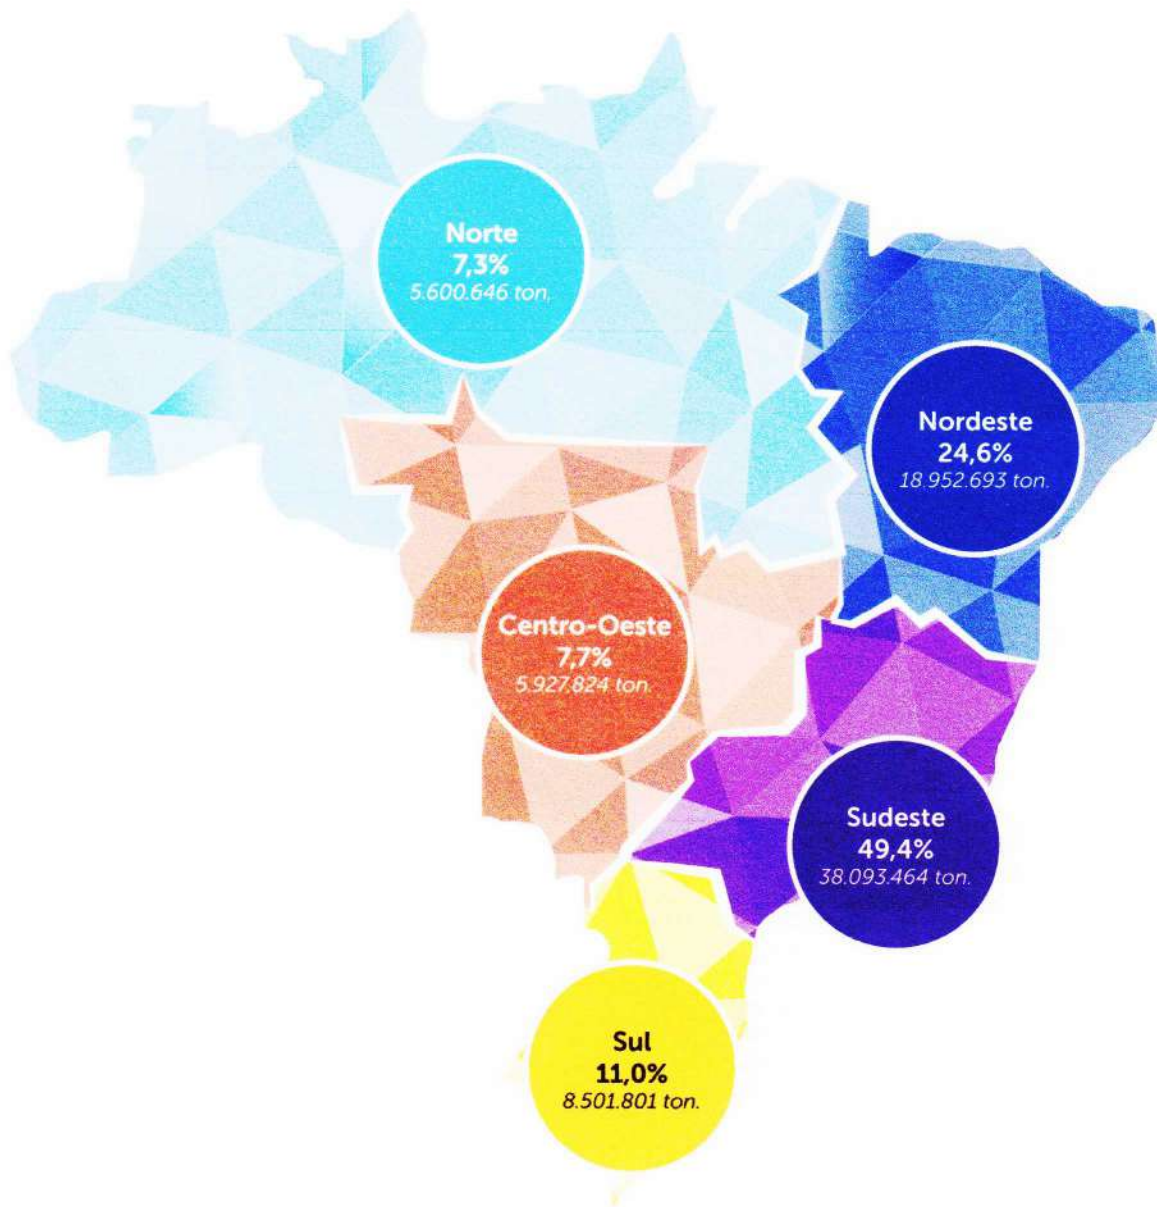 Norte
7,3%
5.600.646 ton.
Nordeste
24,6%
18.952.693 ton.
Centro-Oeste
7,7%
5.927.824 ton.
Sudeste
49,4%
38.093.464 ton.
Sul
11,0%
8.501.801 ton.